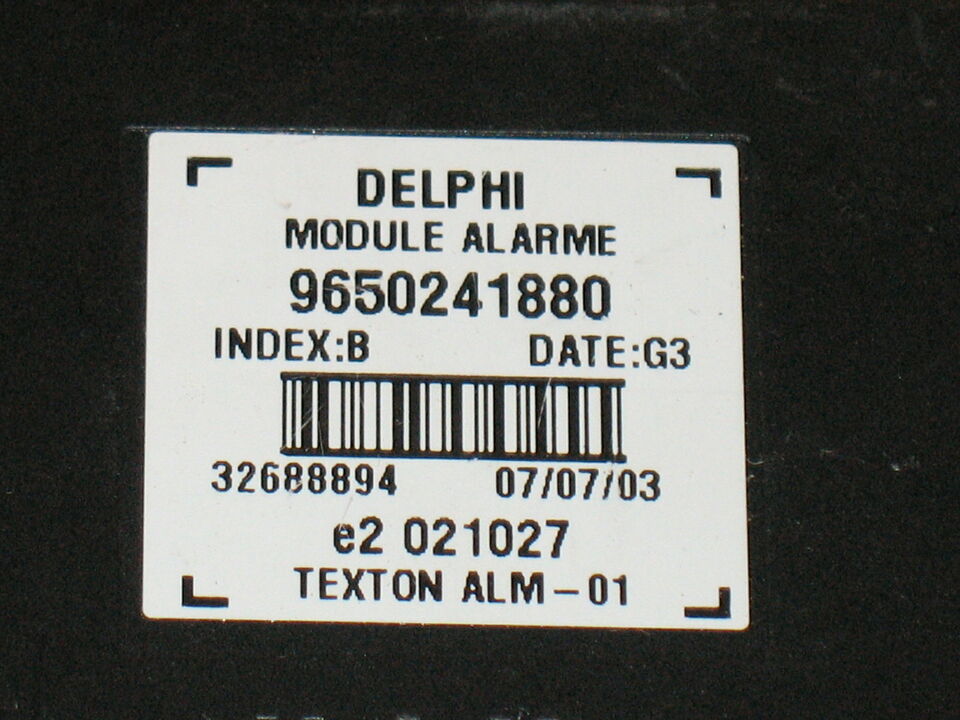 DELPHI
MODULE ALARME
9650241880
INDEX:B DATE:G3
32688894 07/07/03
e2 021027
TEXTON ALM-01